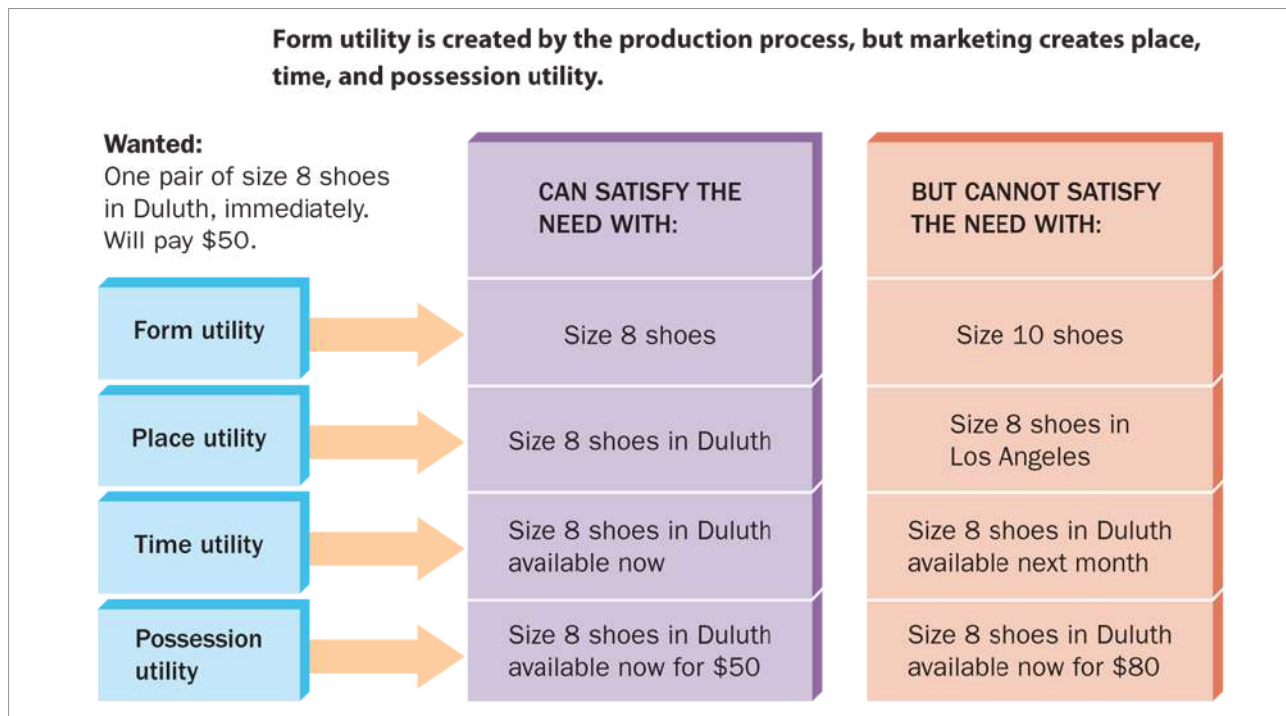 Form utility is created by the production process, but marketing creates place,
time, and possession utility.
Wanted:
One pair of size 8 shoes
in Duluth, immediately.
Will pay $50.
CAN SATISFY THE
NEED WITH:
BUT CANNOT SATISFY
THE NEED WITH:
Form utility
Size 8 shoes
Size 10 shoes
Place utility
Size 8 shoes in Duluth
Size 8 shoes in
Los Angeles
Time utility
Size 8 shoes in Duluth
available now
Size 8 shoes in Duluth
available next month
Possession
utility
Size 8 shoes in Duluth
available now for $50
Size 8 shoes in Duluth
available now for $80